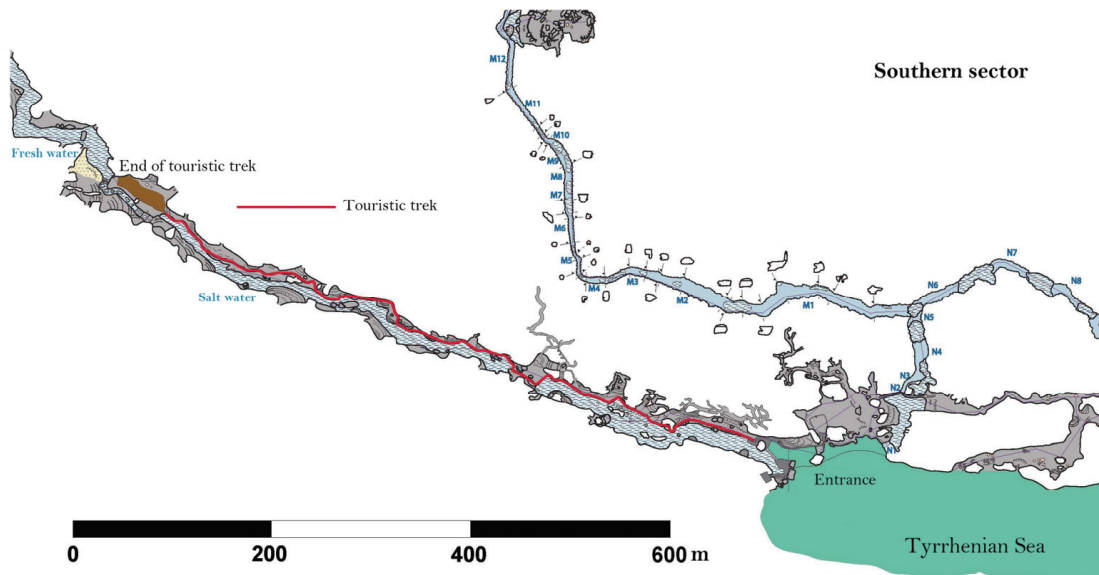 M12
Southern sector
M11
M10
Fresh water
M9
End of touristic trek
M8
M7
Touristic trek
M6
M5
N7
M4
M3
M2
M1
N6
N8
N5
Salt water
N4
N3
N2
N1
Entrance
Tyrrhenian Sea
0 200 400 600 m